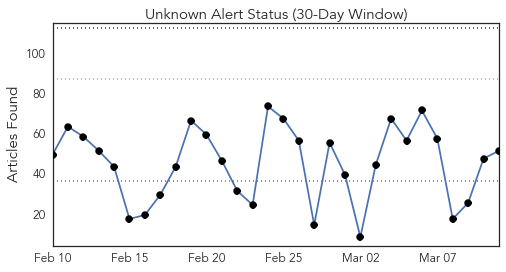 Unknown Alert Status (30-Day Window)
Articles Found
100
80
60
40
20
Feb 10 Feb 15 Feb 20 Feb 25 Mar 02 Mar 07